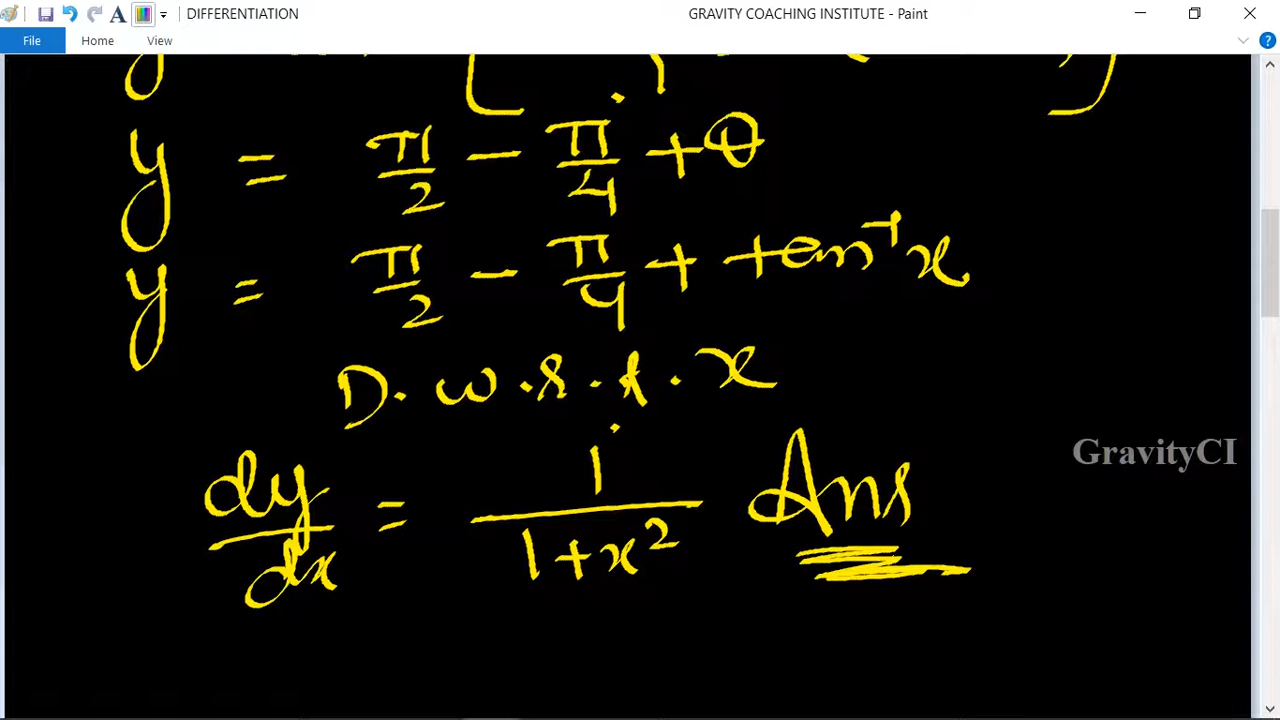 DIFFERENTIATION GRAVITY COACHING INSTITUTE - Paint
File Home View
y = π/2 - π/4 + θ
y = π/2 - π/4 + tan⁻¹x
D. w.r.t. x
dy/dx = 1/1+x² Ans
GravityCI